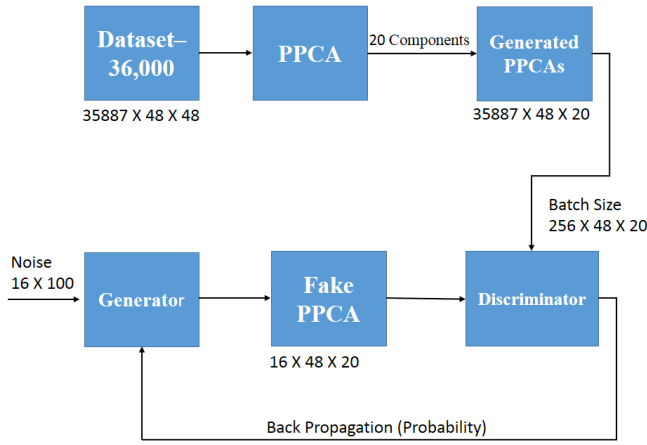 Dataset–
36,000
35887 X 48 X 48
PPCA
20 Components
Generated
PPCAs
35887 X 48 X 20
Batch Size
256 X 48 X 20
Noise
16 X 100
Generator
Fake
PPCA
16 X 48 X 20
Discriminator
Back Propagation (Probability)